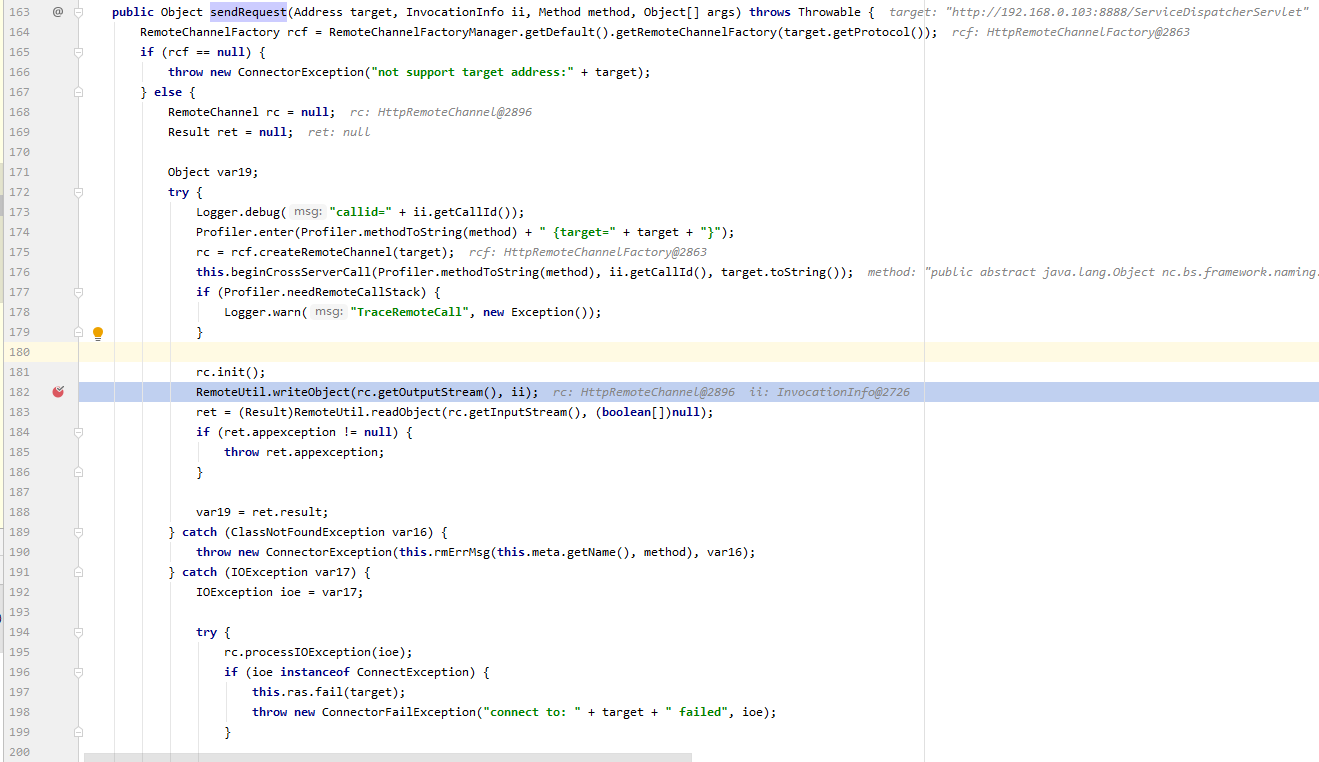 163 @ public Object sendRequest(Address target, InvocationInfo ii, Method method, Object[] args) throws Throwable { target: "http://192.168.0.103:8888/ServiceDispatcherServlet"
164 RemoteChannelFactory rcf = RemoteChannelFactoryManager.getDefault().getRemoteChannelFactory(target.getProtocol()); rcf: HttpRemoteChannelFactory@2863
165 if (rcf == null) {
166 throw new ConnectorException("not support target address:" + target);
167 } else {
168 RemoteChannel rc = null; rc: HttpRemoteChannel@2896
169 Result ret = null; ret: null
170
171 Object var19;
172 try {
173 Logger.debug( msg: "callid=" + ii.getCallId());
174 Profiler.enter(Profiler.methodToString(method) + " {target=" + target + "}");
175 rc = rcf.createRemoteChannel(target); rcf: HttpRemoteChannelFactory@2863
176 this.beginCrossServerCall(Profiler.methodToString(method), ii.getCallId(), target.toString()); method: "public abstract java.lang.Object nc.bs.framework.naming.
177 if (Profiler.needRemoteCallStack) {
178 Logger.warn( msg: "TraceRemoteCall", new Exception());
179 }
180
181 rc.init();
182 RemoteUtil.writeObject(rc.getOutputStream(), ii); rc: HttpRemoteChannel@2896 ii: InvocationInfo@2726
183 ret = (Result)RemoteUtil.readObject(rc.getInputStream(), (boolean[])null);
184 if (ret.appexception != null) {
185 throw ret.appexception;
186 }
187
188 var19 = ret.result;
189 } catch (ClassNotFoundException var16) {
190 throw new ConnectorException(this.rmErrMsg(this.meta.getName(), method), var16);
191 } catch (IOException var17) {
192 IOException ioe = var17;
193
194 try {
195 rc.processIOException(ioe);
196 if (ioe instanceof ConnectException) {
197 this.ras.fail(target);
198 throw new ConnectorFailException("connect to: " + target + " failed", ioe);
199 }
200